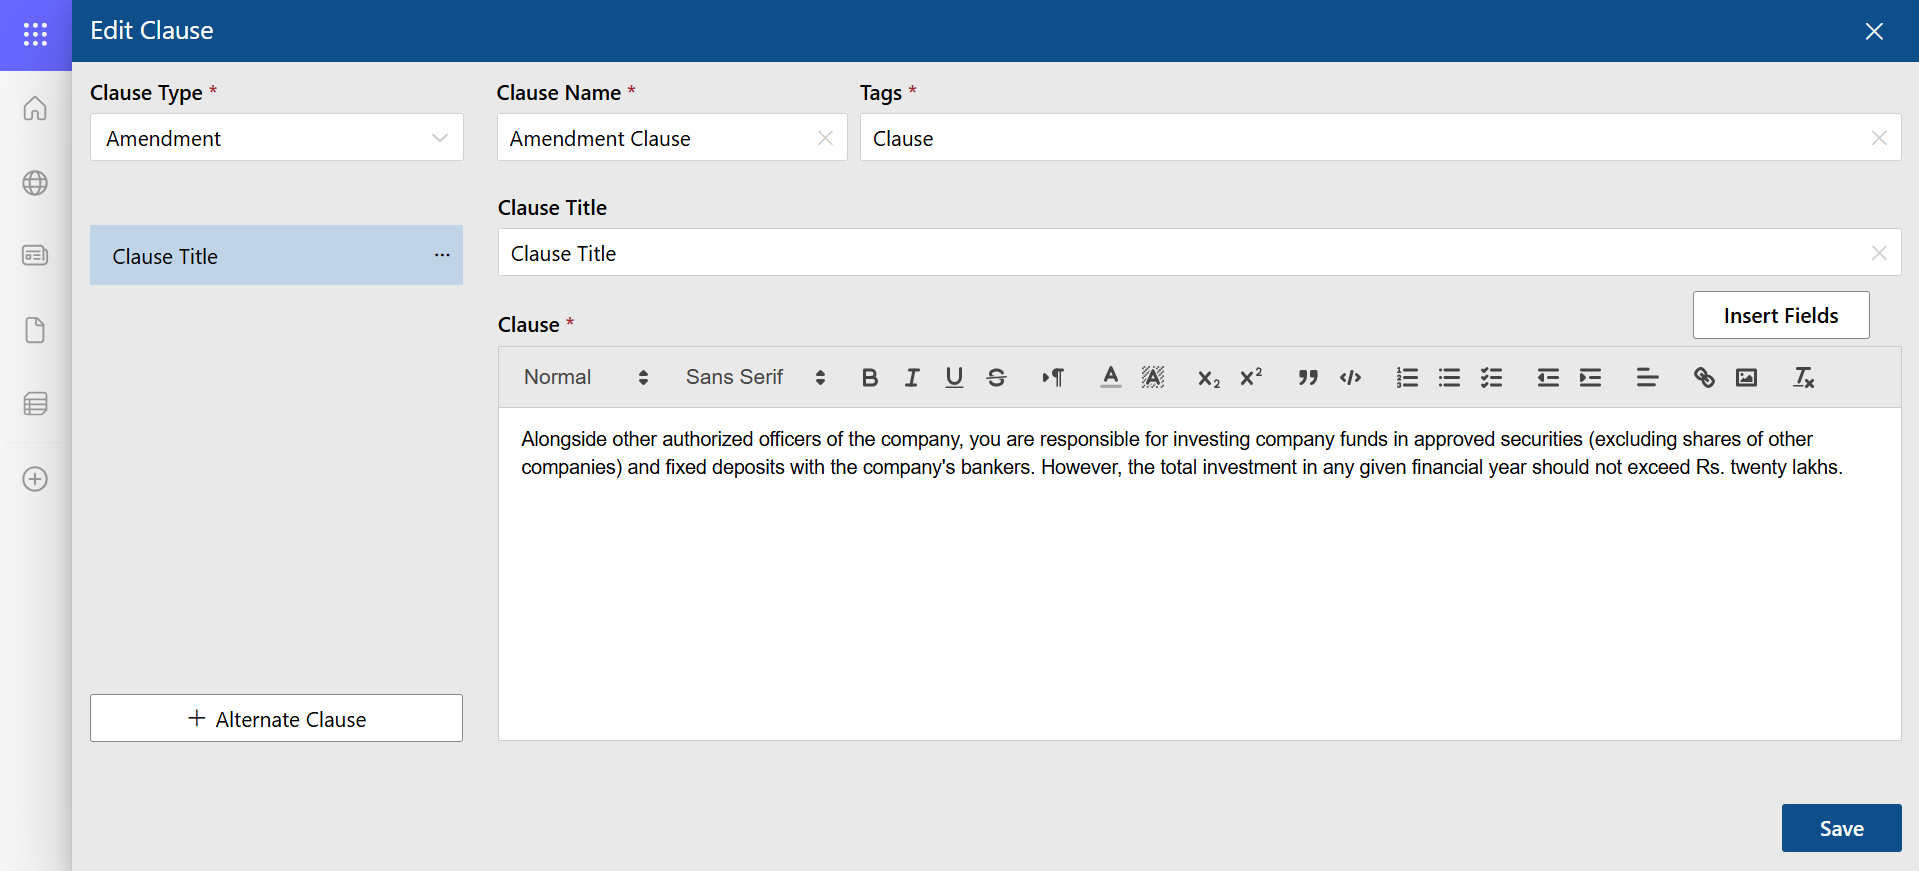 Edit Clause
Clause Type *
Clause Name *
Tags *
Amendment
Amendment Clause
Clause
Clause Title
Clause Title
Clause Title
Insert Fields
Clause *
Normal
Sans Serif
Alongside other authorized officers of the company, you are responsible for investing company funds in approved securities (excluding shares of other
companies) and fixed deposits with the company's bankers. However, the total investment in any given financial year should not exceed Rs. twenty lakhs.
+ Alternate Clause
Save